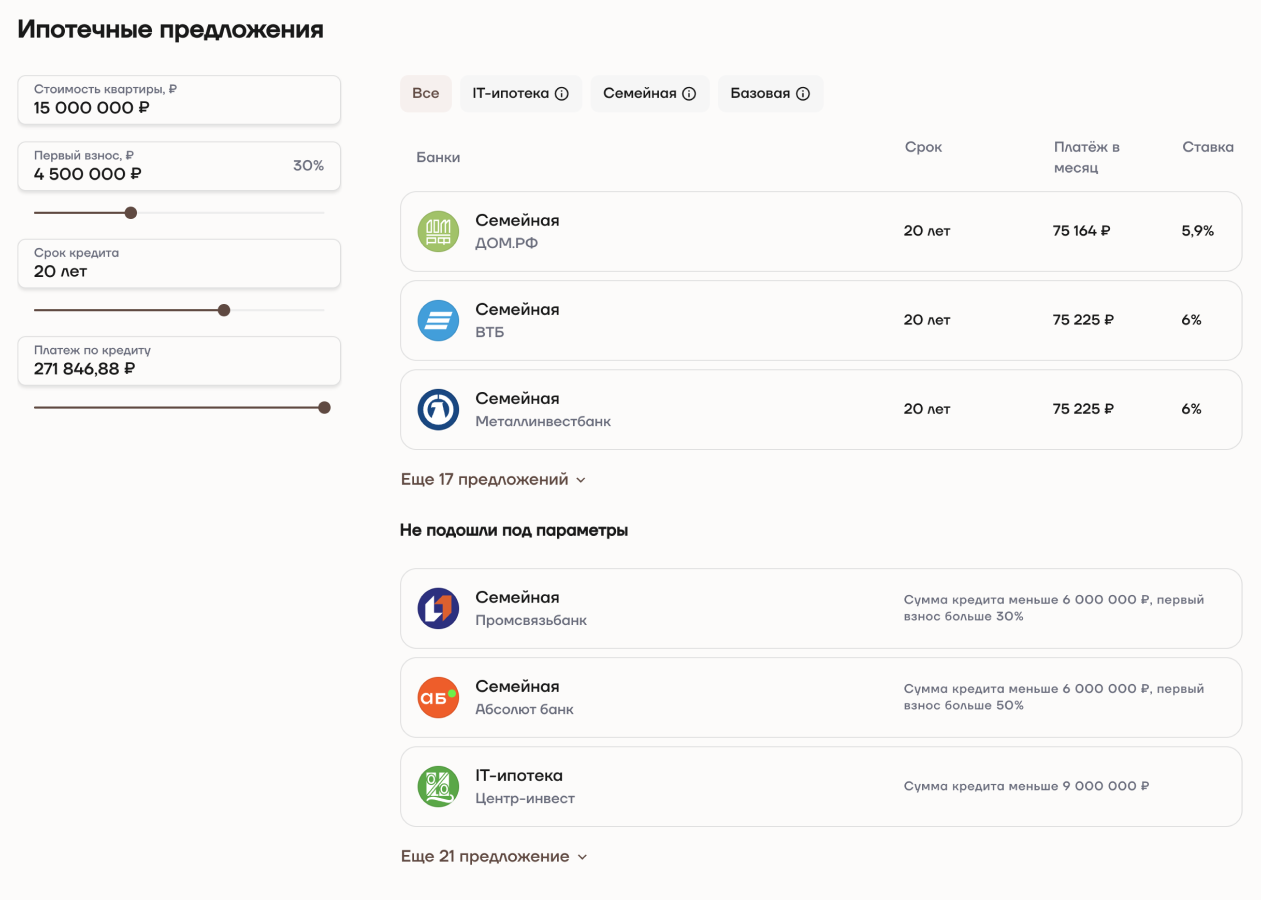 Ипотечные предложения
Стоимость квартиры, ₽
15 000 000 ₽
Первый взнос, ₽
4 500 000 ₽
30%
Срок кредита
20 лет
Платеж по кредиту
271 846,88 ₽
Все
IT-ипотека
Семейная
Базовая
Банки
Срок
Платёж в
месяц
Ставка
ДОМ
РФ
Семейная
ДОМ.РФ
20 лет
75 164 ₽
5,9%
Семейная
ВТБ
20 лет
75 225 ₽
6%
Семейная
Металлинвестбанк
20 лет
75 225 ₽
6%
Еще 17 предложений
Не подошли под параметры
Семейная
Промсвязьбанк
Сумма кредита меньше 6 000 000 ₽, первый
взнос больше 30%
АБ
Семейная
Абсолют банк
Сумма кредита меньше 6 000 000 ₽, первый
взнос больше 50%
IT-ипотека
Центр-инвест
Сумма кредита меньше 9 000 000 ₽
Еще 21 предложение